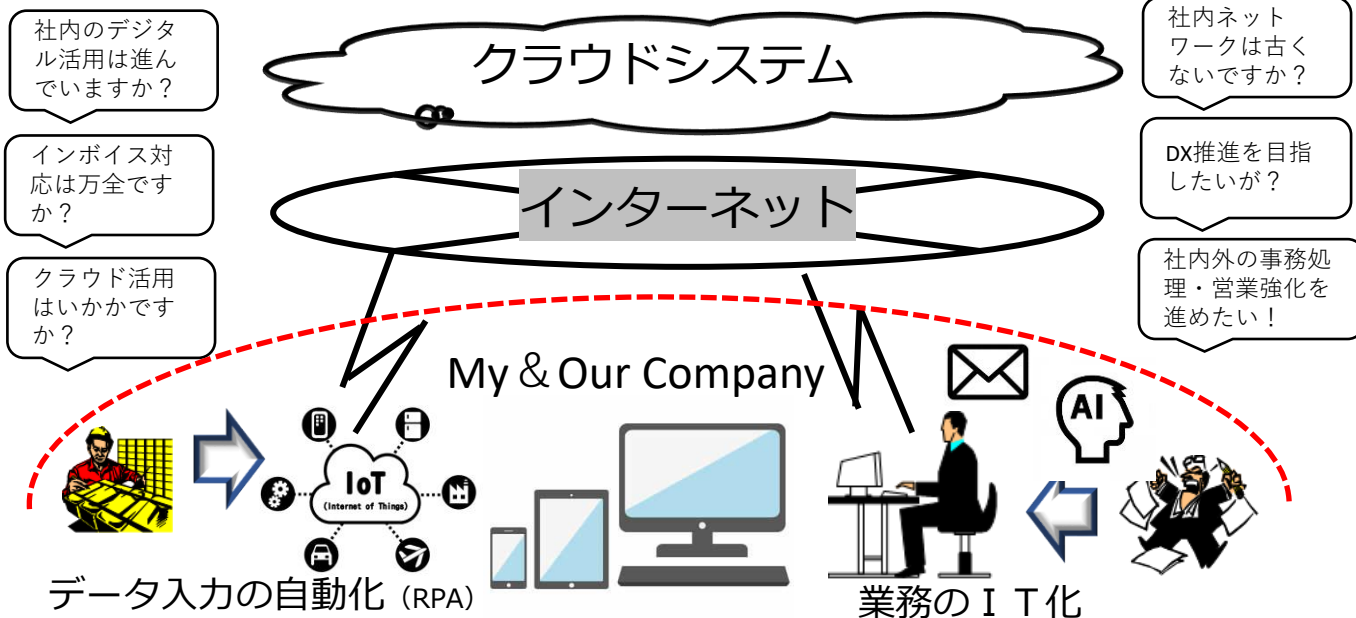 社内のデジタ
ル活用は進ん
でいますか？
クラウドシステム
社内ネット
ワークは古く
ないですか？
インボイス対
応は万全です
か？
インターネット
DX推進を目指
したいが？
クラウド活用
はいかかです
か？
社内外の事務処
理・営業強化を
進めたい！
My＆Our Company
AI
IoT
(Internet of Things)
データ入力の自動化（RPA）
業務のＩＴ化